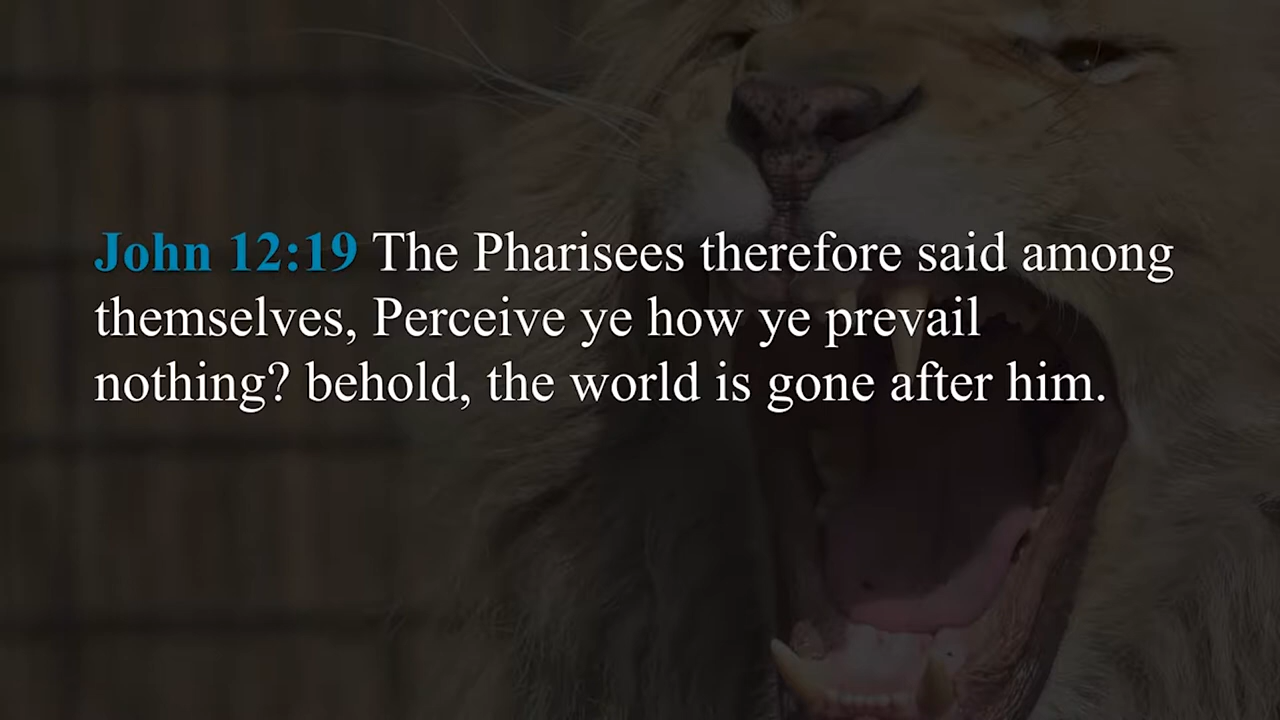 John 12:19 The Pharisees therefore said among
themselves, Perceive ye how ye prevail
nothing? behold, the world is gone after him.